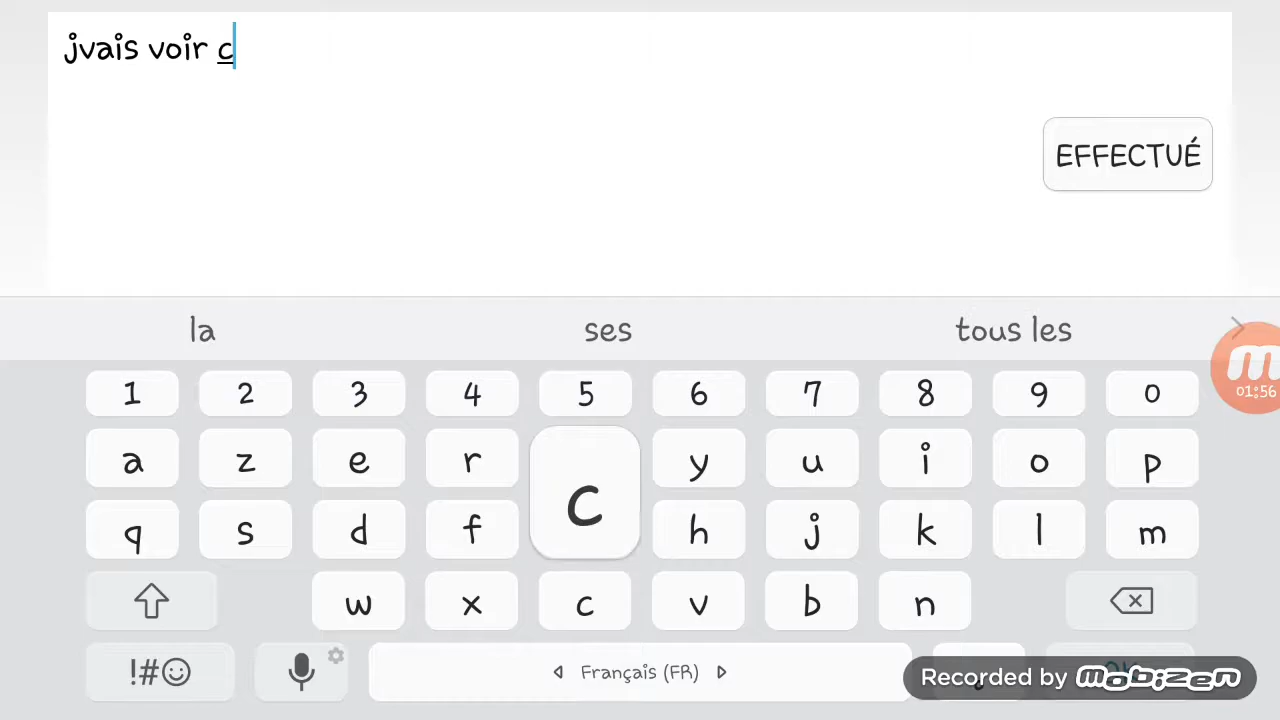 jvais voir c
EFFECTUÉ
la ses tous les
01:56
1 2 3 4 5 6 7 8 9 0
a z e r c y u i o p
q s d f h j k l m
w x c v b n
!#☺ Français (FR)
Recorded by mobizen